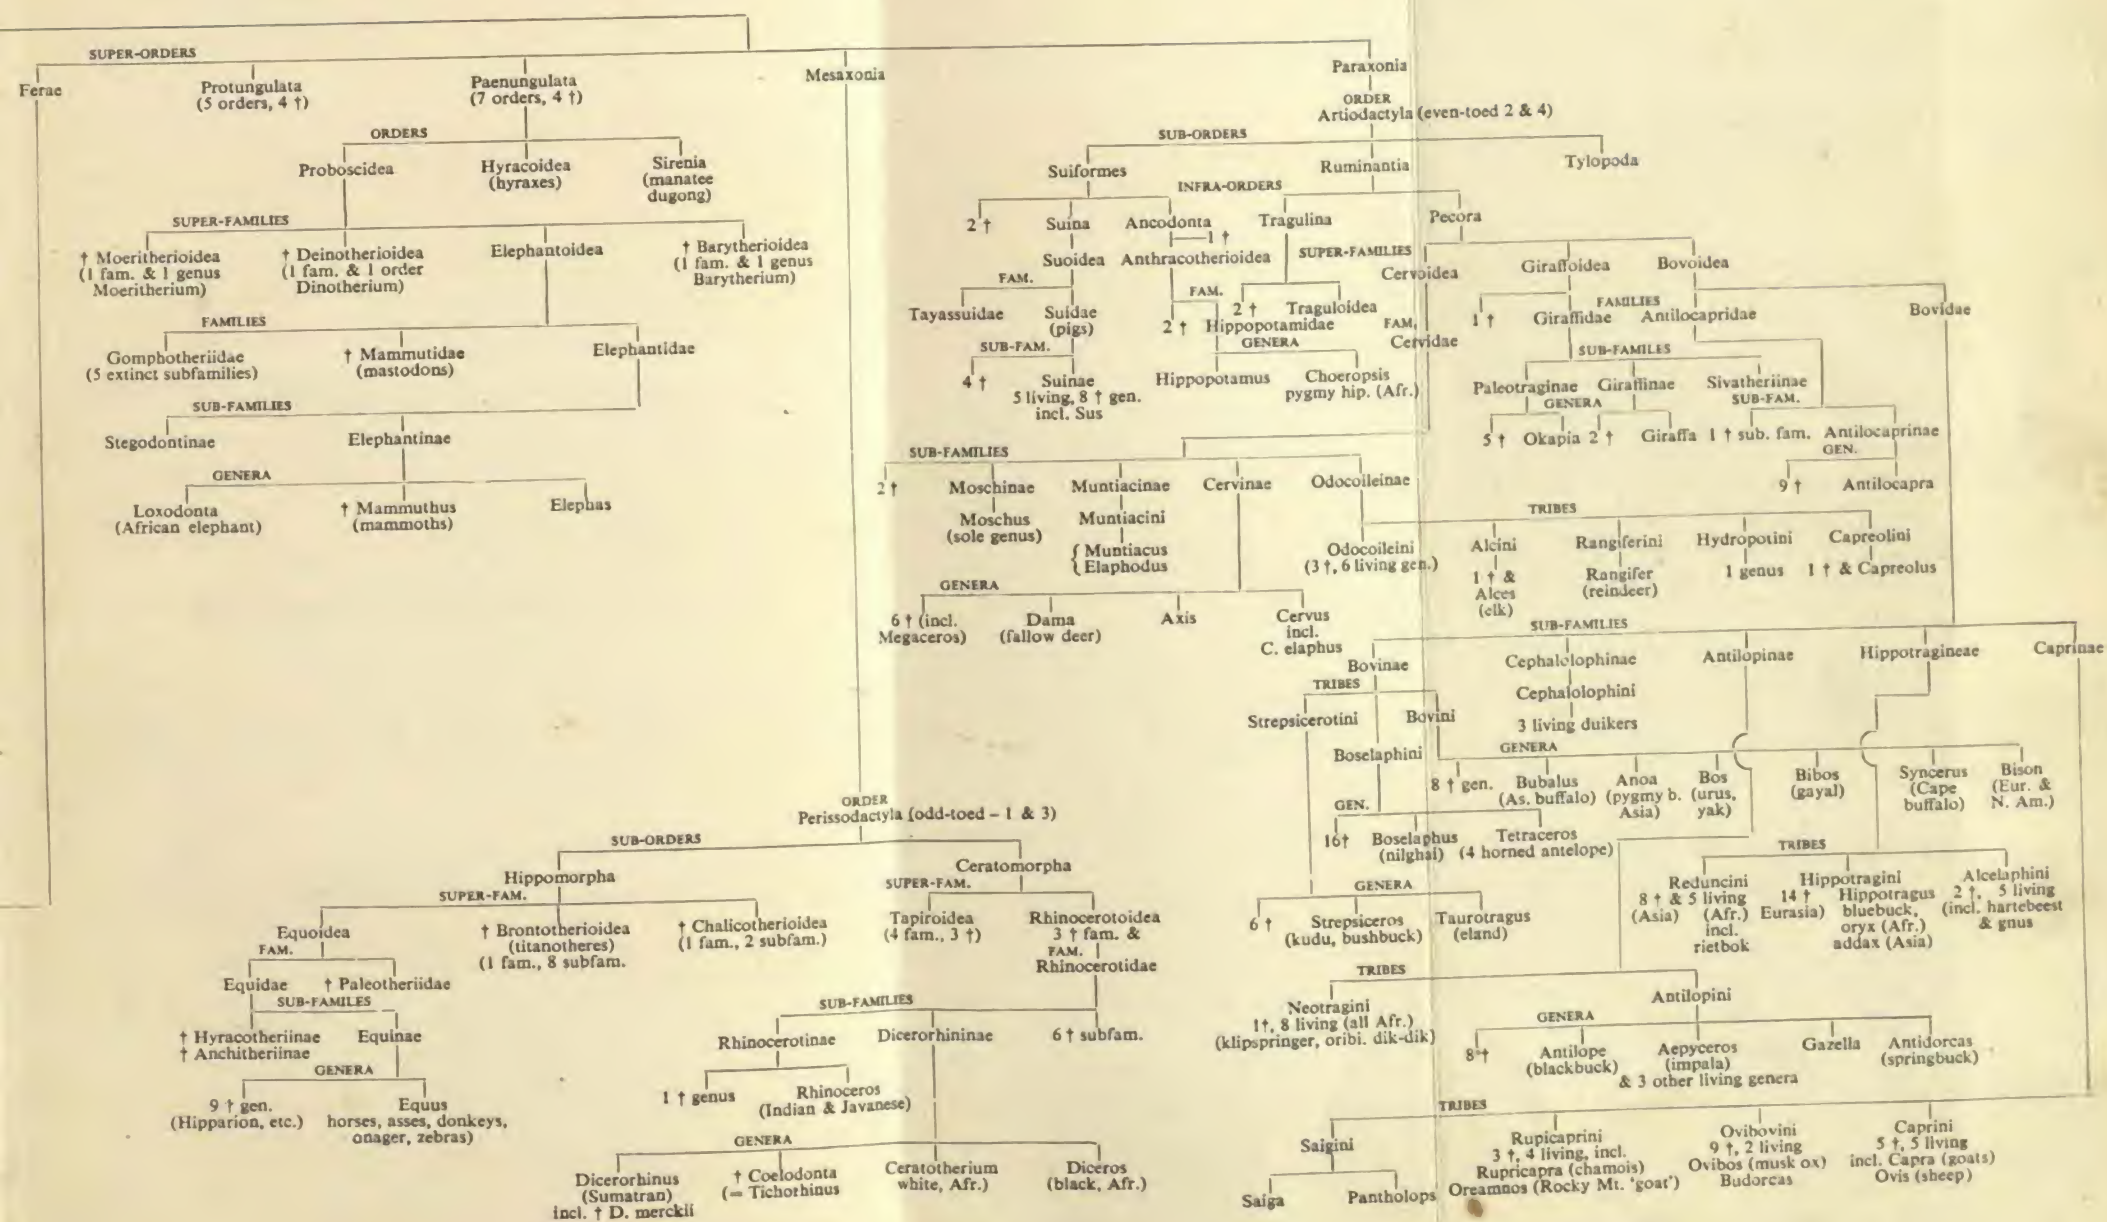 SUPER-ORDERS
Ferae
Protungulata
(5 orders, 4 †)
Paenungulata
(7 orders, 4 †)
Mesaxonia
Paraxonia
ORDERS
Proboscidea
Hyracoidea
(hyraxes)
Sirenia
(manatee
dugong)
SUPER-FAMILIES
† Moeritherioidea
(1 fam. & 1 genus
Moeritherium)
† Deinotherioidea
(1 fam. & 1 order
Dinotherium)
Elephantoidea
† Barytherioidea
(1 fam. & 1 genus
Barytherium)
FAMILIES
Gomphotheriidae
(5 extinct subfamilies)
† Mammutidae
(mastodons)
Elephantidae
SUB-FAMILIES
Stegodontinae
Elephantinae
GENERA
Loxodonta
(African elephant)
† Mammuthus
(mammoths)
Elephas
ORDER
Artiodactyla (even-toed 2 & 4)
SUB-ORDERS
Suiformes
Ruminantia
Tylopoda
INFRA-ORDERS
2 †
Suina
Ancodonta
1 †
Tragulina
Pecora
Suoidea
Anthracotherioidea
SUPER-FAMILIES
Cervoidea
Giraffoidea
Bovoidea
FAM.
Tayassuidae
Suidae
(pigs)
FAM.
2 †
Hippopotamidae
2 †
Traguloidea
FAM.
Cervidae
FAMILIES
1 †
Giraffidae
Antilocapridae
Bovidae
SUB-FAM.
4 †
Suinae
5 living, 8 † gen.
incl. Sus
GENERA
Hippopotamus
Choeropsis
pygmy hip. (Afr.)
SUB-FAMILES
Paleotraginae
Giraffinae
Sivatheriinae
GENERA
5 †
Okapia
2 †
Giraffa
SUB-FAM.
1 † sub. fam.
Antilocaprinae
GEN.
9 †
Antilocapra
SUB-FAMILIES
2 †
Moschinae
Muntiacinae
Cervinae
Odocoileinae
Moschus
(sole genus)
Muntiacini
{ Muntiacus
Elaphodus
TRIBES
Odocoileini
(3 †, 6 living gen.)
Alcini
1 † &
Alces
(elk)
Rangiferini
Rangifer
(reindeer)
Hydropotini
1 genus
Capreolini
1 † & Capreolus
GENERA
6 † (incl.
Megaceros)
Dama
(fallow deer)
Axis
Cervus
incl.
C. elaphus
SUB-FAMILIES
Bovinae
Cephalolophinae
Antilopinae
Hippotragineae
Caprinae
TRIBES
Strepsicerotini
Bovini
Boselaphini
Cephalolophini
3 living duikers
GENERA
8 † gen.
Bubalus
(As. buffalo)
Anoa
(pygmy b.
Asia)
Bos
(urus,
yak)
Bibos
(gayal)
Syncerus
(Cape
buffalo)
Bison
(Eur. &
N. Am.)
GEN.
16†
Boselaphus
(nilghai)
Tetraceros
(4 horned antelope)
TRIBES
Reduncini
8 † & 5 living
(Asia) (Afr.)
incl.
rietbok
Hippotragini
14 † Hippotragus
Eurasia) bluebuck,
oryx (Afr.)
addax (Asia)
Alcelaphini
2 †, 5 living
(incl. hartebeest
& gnus
GENERA
6 †
Strepsiceros
(kudu, bushbuck)
Taurotragus
(eland)
TRIBES
Neotragini
1†, 8 living (all Afr.)
(klipspringer, oribi. dik-dik)
Antilopini
GENERA
8 †
Antilope
(blackbuck)
Aepyceros
(impala)
& 3 other living genera
Gazella
Antidorcas
(springbuck)
TRIBES
Saigini
Saiga
Pantholops
Rupicaprini
3 †, 4 living, incl.
Rupricapra (chamois)
Oreamnos (Rocky Mt. 'goat')
Ovibovini
9 †, 2 living
Ovibos (musk ox)
Budorcas
Caprini
5 †, 5 living
incl. Capra (goats)
Ovis (sheep)
ORDER
Perissodactyla (odd-toed – 1 & 3)
SUB-ORDERS
Hippomorpha
Ceratomorpha
SUPER-FAM.
Equoidea
† Brontotherioidea
(titanotheres)
(1 fam., 8 subfam.
† Chalicotherioidea
(1 fam., 2 subfam.)
SUPER-FAM.
Tapiroidea
(4 fam., 3 †)
Rhinocerotoidea
3 † fam. &
FAM.
Rhinocerotidae
FAM.
Equidae
† Paleotheriidae
SUB-FAMILES
† Hyracotheriinae
† Anchitheriinae
Equinae
GENERA
9 † gen.
(Hipparion, etc.)
Equus
horses, asses, donkeys,
onager, zebras)
SUB-FAMILIES
Rhinocerotinae
Dicerorhininae
6 † subfam.
1 † genus
Rhinoceros
(Indian & Javanese)
GENERA
Dicerorhinus
(Sumatran)
incl. † D. merckii
† Coelodonta
(= Tichorhinus
Ceratotherium
white, Afr.)
Diceros
(black, Afr.)